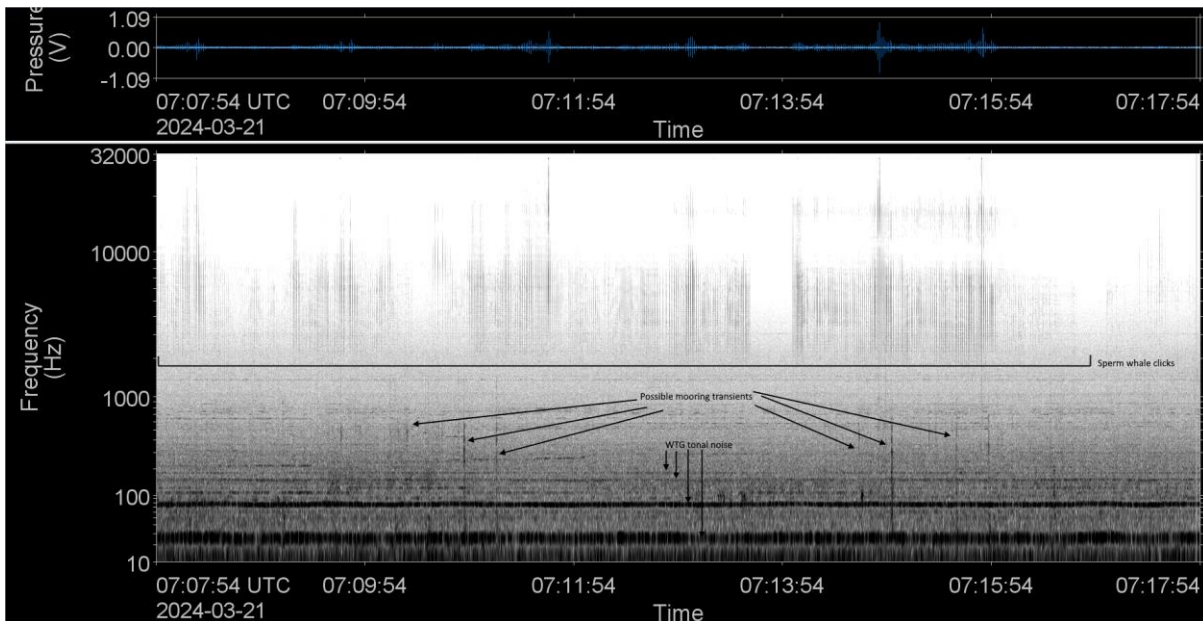 Pressure
(V)
1.09
0.00
-1.09
07:07:54 UTC 07:09:54 07:11:54 07:13:54 07:15:54 07:17:54
2024-03-21
Time
Frequency
(Hz)
32000
10000
1000
100
10
Sperm whale clicks
Possible mooring transients
WTG tonal noise
07:07:54 UTC 07:09:54 07:11:54 07:13:54 07:15:54 07:17:54
2024-03-21
Time